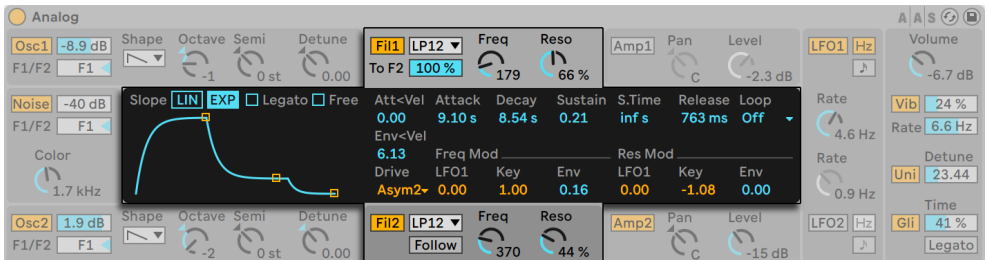 Analog AAS
Osc1 -8.9 dB Shape Octave Semi Detune Fil1 LP12 Freq Reso Amp1 Pan Level LFO1 Hz Volume
F1/F2 F1 -1 0 st 0.00 To F2 100 % 179 66 % C -2.3 dB -6.7 dB
Noise -40 dB Slope LIN EXP Legato Free Att<Vel Attack Decay Sustain S.Time Release Loop Rate Vib 24 %
0.00 9.10 s 8.54 s 0.21 inf s 763 ms Off
F1/F2 F1 Env<Vel 4.6 Hz Rate 6.6 Hz
Color 6.13 Freq Mod Res Mod Rate Detune
Drive LFO1 Key Env LFO1 Key Env Uni 23.44
1.7 kHz Asym2 0.00 1.00 0.16 0.00 -1.08 0.00 0.9 Hz
Time
Osc2 1.9 dB Shape Octave Semi Detune Fil2 LP12 Freq Reso Amp2 Pan Level LFO2 Hz Gli 41 %
F1/F2 F1 -2 0 st 0.00 Follow 370 44 % C -15 dB Legato